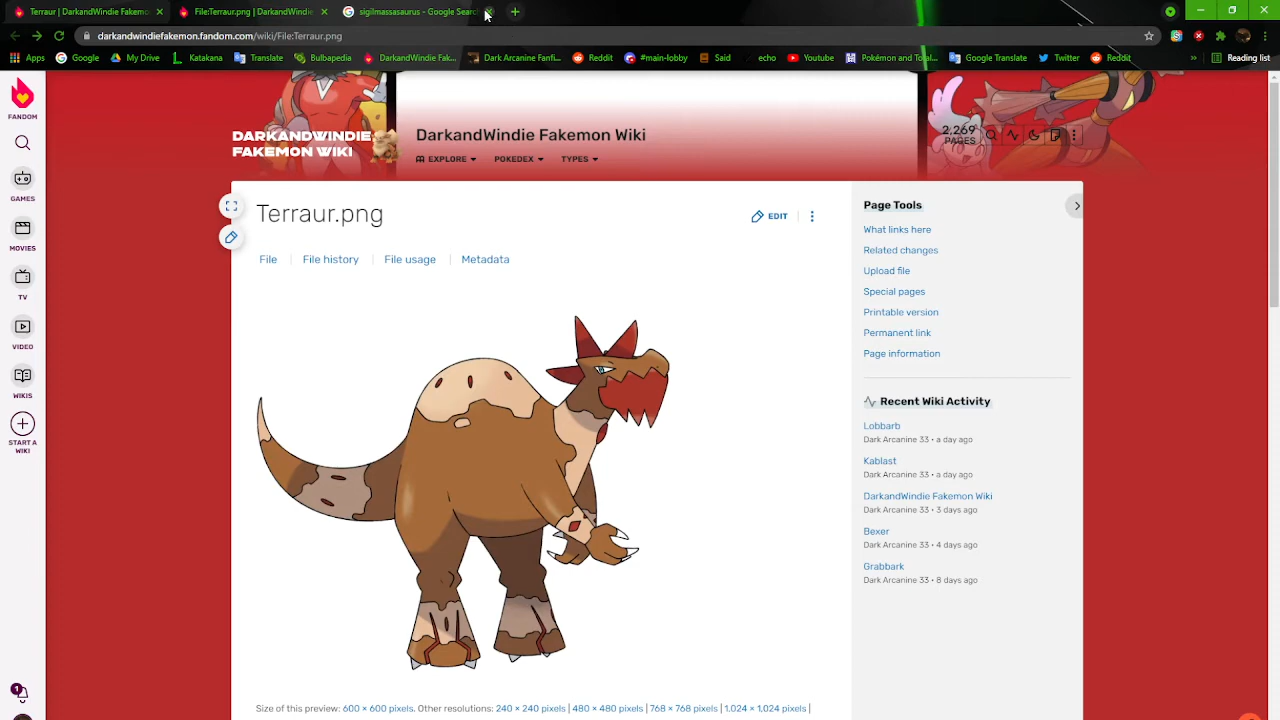 Terraur | DarkandWindie Fakemon
File:Terraur.png | DarkandWindie
sigilmassasaurus - Google Search
darkandwindiefakemon.fandom.com/wiki/File:Terraur.png
Apps
Google
My Drive
Katakana
Translate
Bulbapedia
DarkandWindie Fak...
Dark Arcanine Fanfi...
Reddit
#main-lobby
Said
echo
Youtube
Pokémon and Total...
Google Translate
Twitter
Reddit
»
Reading list
FANDOM
GAMES
MOVIES
TV
VIDEO
WIKIS
START A
WIKI
1
DARKANDWINDIE
FAKEMON WIKI
DarkandWindie Fakemon Wiki
EXPLORE
POKEDEX
TYPES
2,269
PAGES
Terraur.png
EDIT
File
File history
File usage
Metadata
Size of this preview: 600 × 600 pixels. Other resolutions: 240 × 240 pixels | 480 × 480 pixels | 768 × 768 pixels | 1,024 × 1,024 pixels |
Page Tools
What links here
Related changes
Upload file
Special pages
Printable version
Permanent link
Page information
Recent Wiki Activity
Lobbarb
Dark Arcanine 33 • a day ago
Kablast
Dark Arcanine 33 • a day ago
DarkandWindie Fakemon Wiki
Dark Arcanine 33 • 3 days ago
Bexer
Dark Arcanine 33 • 4 days ago
Grabbark
Dark Arcanine 33 • 8 days ago